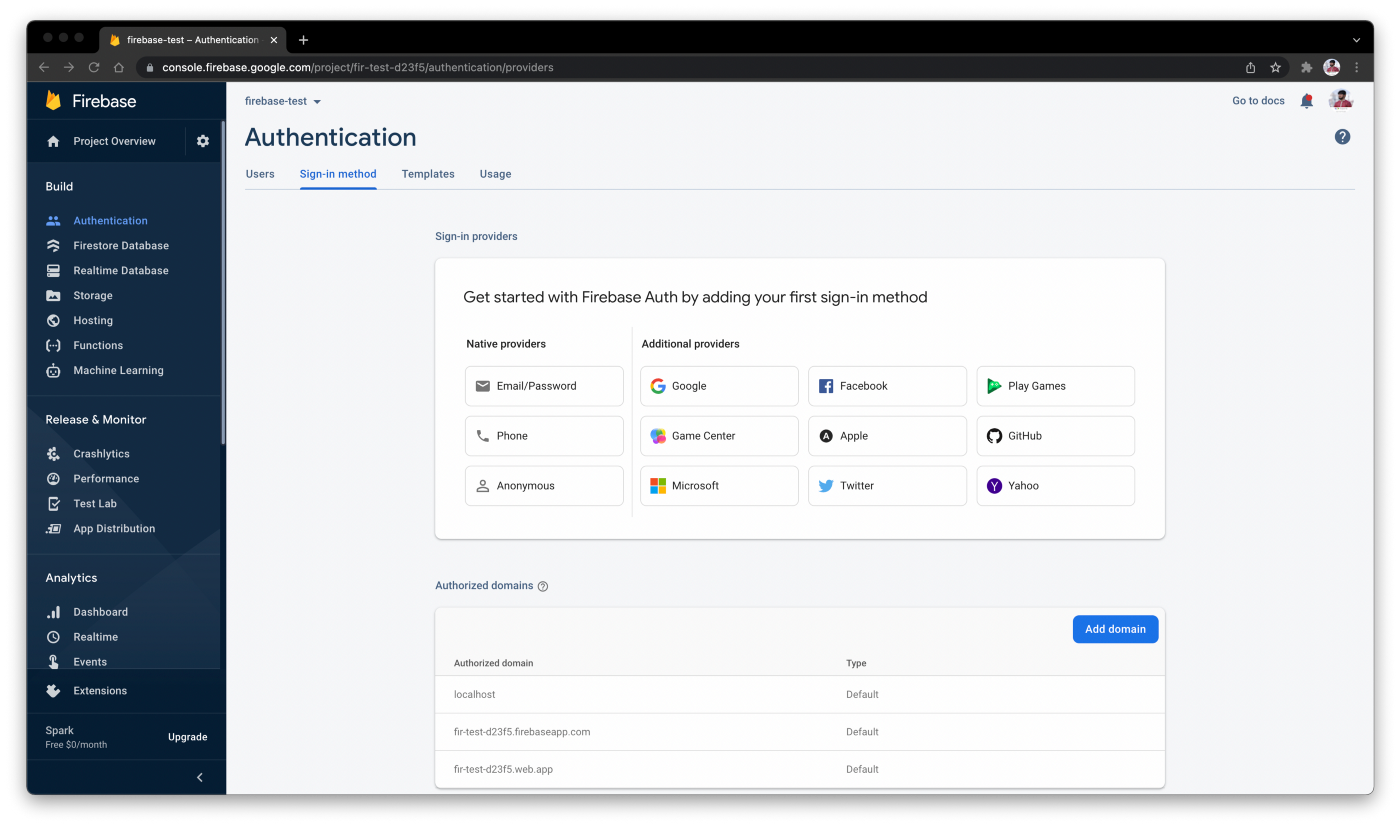 firebase-test – Authentication
console.firebase.google.com/project/fir-test-d23f5/authentication/providers
Firebase
Project Overview
Build
Authentication
Firestore Database
Realtime Database
Storage
Hosting
Functions
Machine Learning
Release & Monitor
Crashlytics
Performance
Test Lab
App Distribution
Analytics
Dashboard
Realtime
Events
Extensions
Spark
Free $0/month
Upgrade
firebase-test
Go to docs
Authentication
Users Sign-in method Templates Usage
Sign-in providers
Get started with Firebase Auth by adding your first sign-in method
Native providers Additional providers
Email/Password Google Facebook Play Games
Phone Game Center Apple GitHub
Anonymous Microsoft Twitter Yahoo
Authorized domains
Add domain
Authorized domain Type
localhost Default
fir-test-d23f5.firebaseapp.com Default
fir-test-d23f5.web.app Default